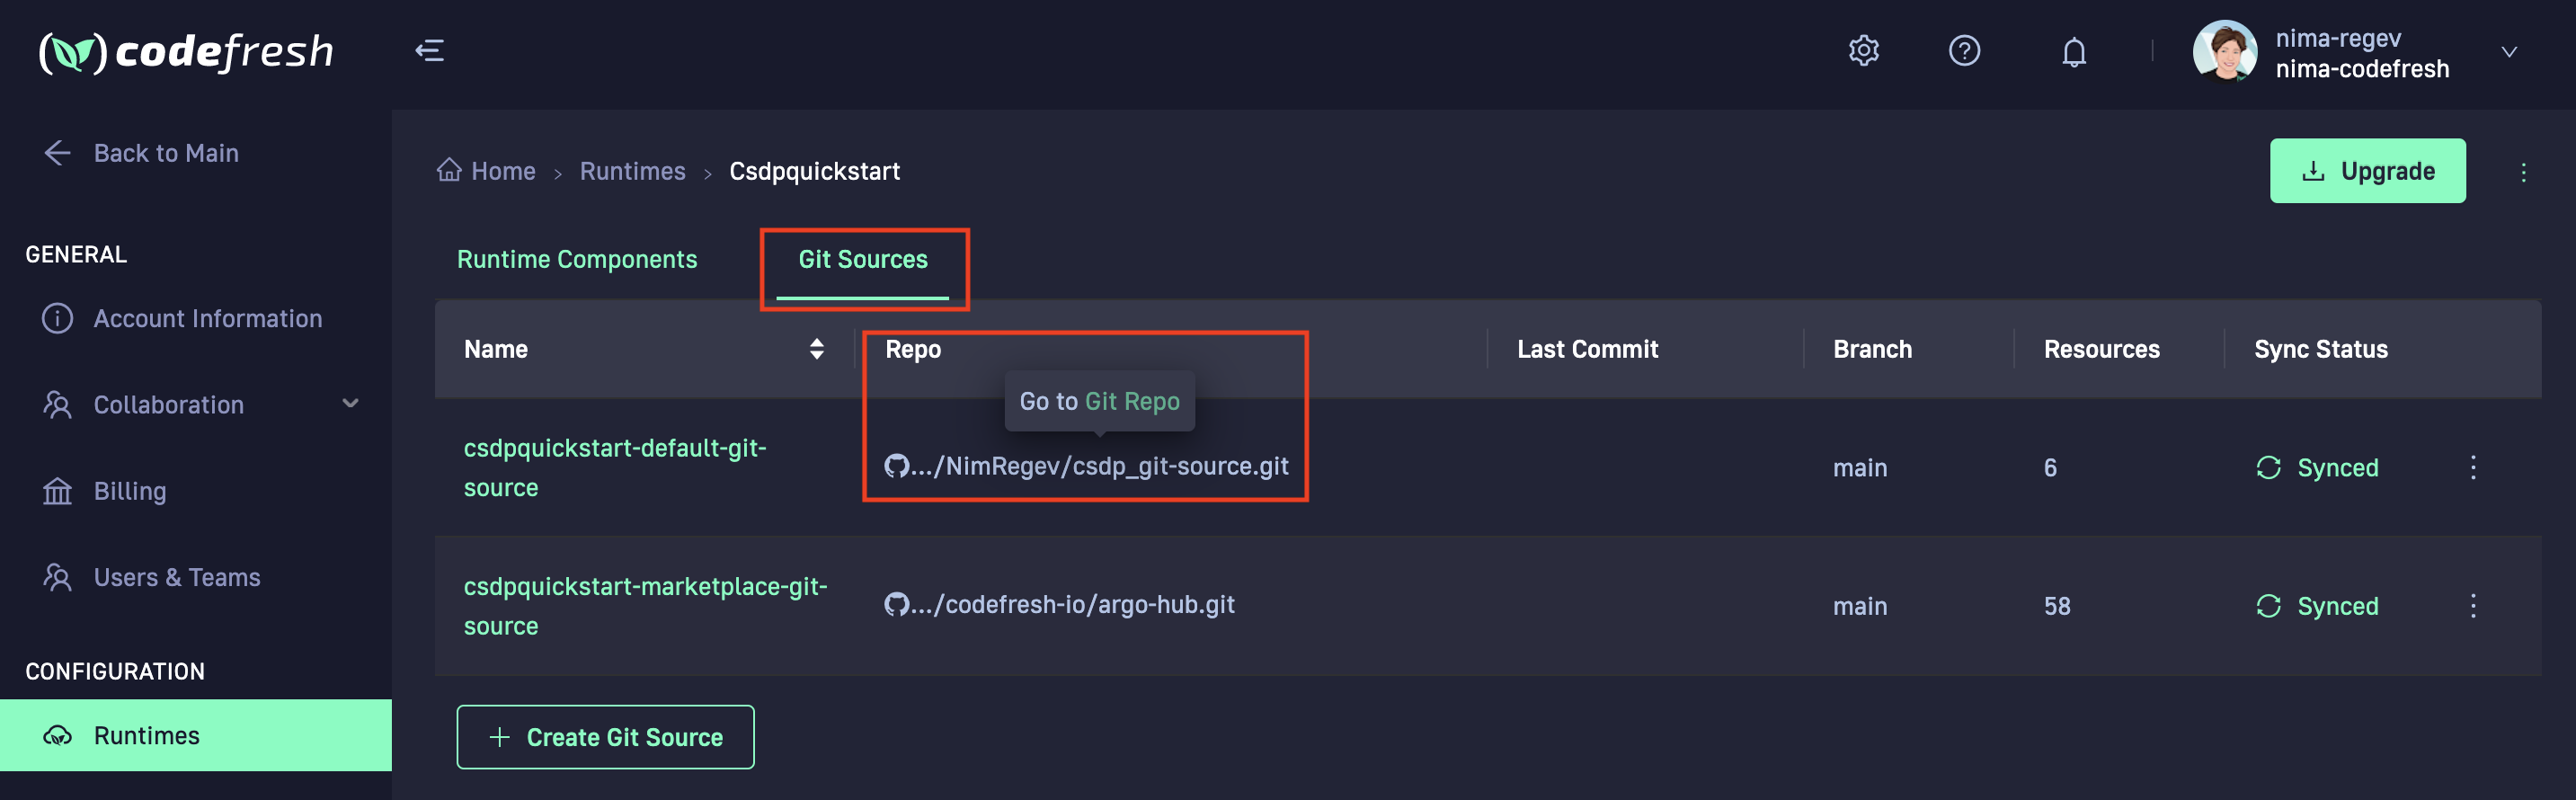 codefresh
nima-regev
nima-codefresh
Back to Main
Home > Runtimes > Csdpquickstart
Upgrade
GENERAL
Runtime Components
Git Sources
Account Information
Name
Repo
Last Commit
Branch
Resources
Sync Status
Collaboration
Go to Git Repo
csdpquickstart-default-git-
source
.../NimRegev/csdp_git-source.git
main
6
Synced
Billing
Users & Teams
csdpquickstart-marketplace-git-
source
.../codefresh-io/argo-hub.git
main
58
Synced
CONFIGURATION
Runtimes
+ Create Git Source